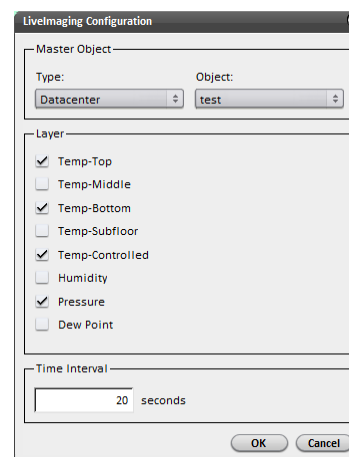 LiveImaging Configuration
Master Object
Type: Object:
Datacenter test
Layer
Temp-Top
Temp-Middle
Temp-Bottom
Temp-Subfloor
Temp-Controlled
Humidity
Pressure
Dew Point
Time Interval
20 seconds
OK Cancel